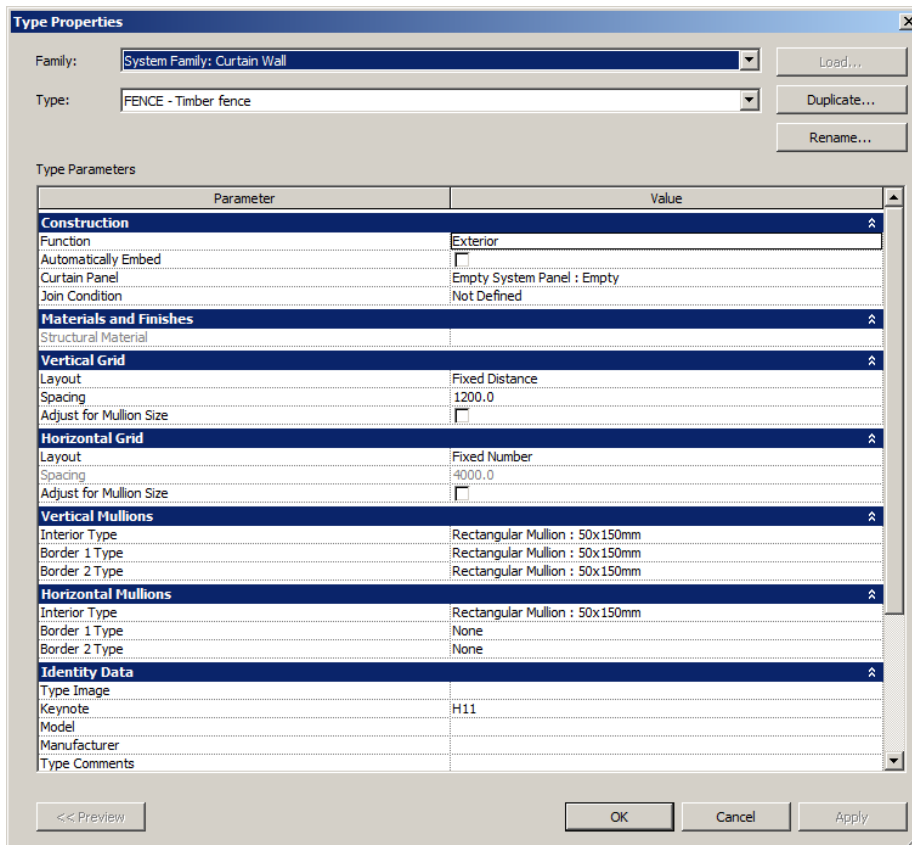 Type Properties
Family: System Family: Curtain Wall Load...
Type: FENCE - Timber fence Duplicate...
Rename...
Type Parameters
Parameter Value
Construction
Function Exterior
Automatically Embed
Curtain Panel Empty System Panel : Empty
Join Condition Not Defined
Materials and Finishes
Structural Material
Vertical Grid
Layout Fixed Distance
Spacing 1200.0
Adjust for Mullion Size
Horizontal Grid
Layout Fixed Number
Spacing 4000.0
Adjust for Mullion Size
Vertical Mullions
Interior Type Rectangular Mullion : 50x150mm
Border 1 Type Rectangular Mullion : 50x150mm
Border 2 Type Rectangular Mullion : 50x150mm
Horizontal Mullions
Interior Type Rectangular Mullion : 50x150mm
Border 1 Type None
Border 2 Type None
Identity Data
Type Image
Keynote H11
Model
Manufacturer
Type Comments
<< Preview OK Cancel Apply